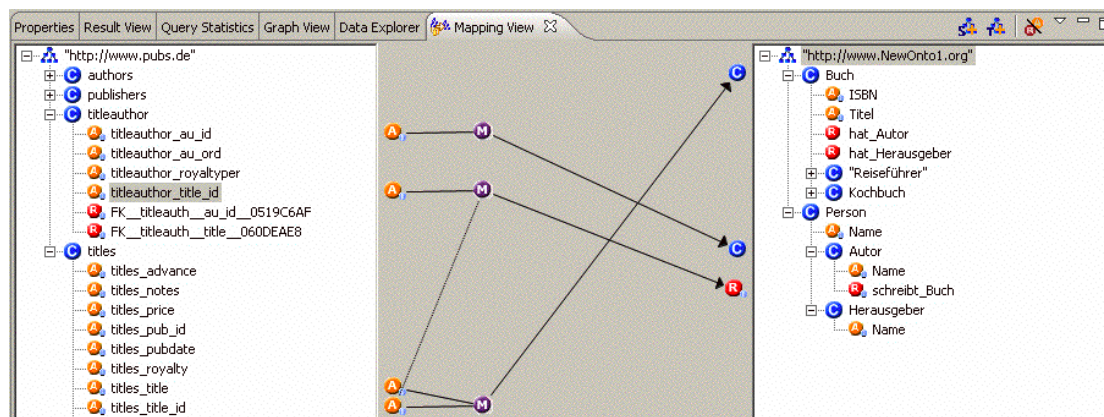 Properties Result View Query Statistics Graph View Data Explorer Mapping View
"http://www.pubs.de"
authors
publishers
titleauthor
titleauthor_au_id
titleauthor_au_ord
titleauthor_royaltyper
titleauthor_title_id
FK__titleauth__au_id__0519C6AF
FK__titleauth__title__060DEAE8
titles
titles_advance
titles_notes
titles_price
titles_pub_id
titles_pubdate
titles_royalty
titles_title
titles_title_id
A M C
A M C
R
A
A M
"http://www.NewOnto1.org"
Buch
ISBN
Titel
hat_Autor
hat_Herausgeber
"Reiseführer"
Kochbuch
Person
Name
Autor
Name
schreibt_Buch
Herausgeber
Name